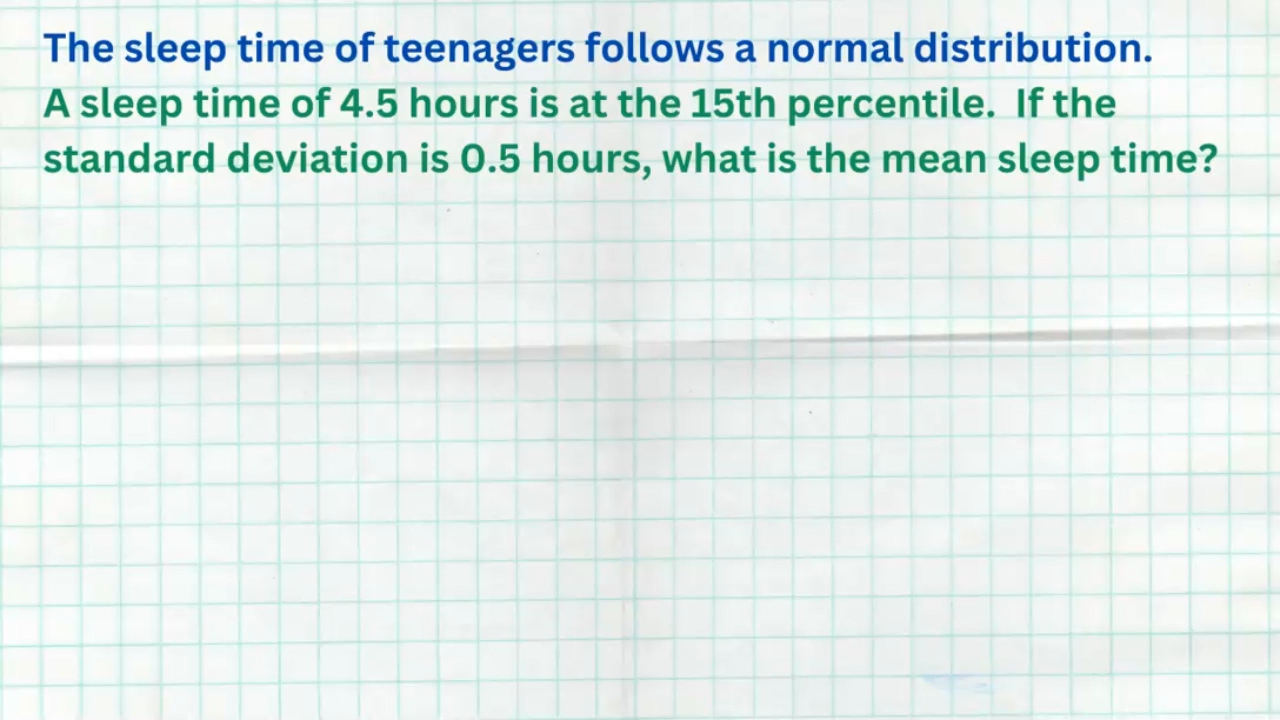 The sleep time of teenagers follows a normal distribution.
A sleep time of 4.5 hours is at the 15th percentile.  If the
standard deviation is 0.5 hours, what is the mean sleep time?